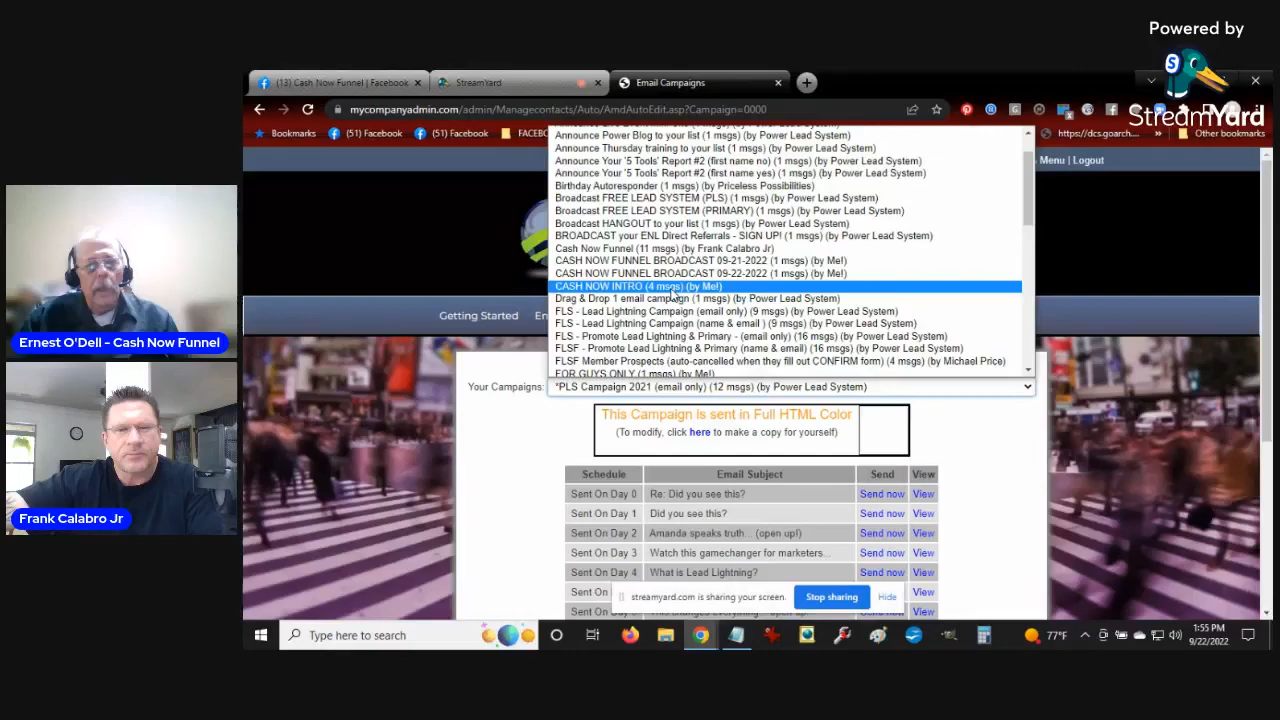 Powered by
StreamYard
(13) Cash Now Funnel | Facebook
StreamYard
Email Campaigns
mycompanyadmin.com/admin/Managecontacts/Auto/AmdAutoEdit.asp?Campaign=0000
Bookmarks
(51) Facebook
(51) Facebook
FACEBO
https://dcs.goarch...
Other bookmarks
Menu | Logout
Announce Power Blog to your list (1 msgs) (by Power Lead System)
Announce Thursday training to your list (1 msgs) (by Power Lead System)
Announce Your '5 Tools' Report #2 (first name no) (1 msgs) (by Power Lead System)
Announce Your '5 Tools' Report #2 (first name yes) (1 msgs) (by Power Lead System)
Birthday Autoresponder (1 msgs) (by Priceless Possibilities)
Broadcast FREE LEAD SYSTEM (PLS) (1 msgs) (by Power Lead System)
Broadcast FREE LEAD SYSTEM (PRIMARY) (1 msgs) (by Power Lead System)
Broadcast HANGOUT to your list (1 msgs) (by Power Lead System)
BROADCAST your ENL Direct Referrals - SIGN UP! (1 msgs) (by Power Lead System)
Cash Now Funnel (11 msgs) (by Frank Calabro Jr)
CASH NOW FUNNEL BROADCAST 09-21-2022 (1 msgs) (by Me!)
CASH NOW FUNNEL BROADCAST 09-22-2022 (1 msgs) (by Me!)
CASH NOW INTRO (4 msgs) (by Me!)
Drag & Drop 1 email campaign (1 msgs) (by Power Lead System)
FLS - Lead Lightning Campaign (email only) (9 msgs) (by Power Lead System)
FLS - Lead Lightning Campaign (name & email ) (9 msgs) (by Power Lead System)
FLS - Promote Lead Lightning & Primary - (email only) (16 msgs) (by Power Lead System)
FLSF - Promote Lead Lightning & Primary (name & email) (16 msgs) (by Power Lead System)
FLSF Member Prospects (auto-cancelled when they fill out CONFIRM form) (4 msgs) (by Michael Price)
FOR GUYS ONLY (1 msgs) (by Me!)
Getting Started
Em
Your Campaigns:
*PLS Campaign 2021 (email only) (12 msgs) (by Power Lead System)
This Campaign is sent in Full HTML Color
(To modify, click here to make a copy for yourself)
Schedule Email Subject Send View
Sent On Day 0 Re: Did you see this? Send now View
Sent On Day 1 Did you see this? Send now View
Sent On Day 2 Amanda speaks truth... (open up!) Send now View
Sent On Day 3 Watch this gamechanger for marketers... Send now View
Sent On Day 4 What is Lead Lightning? Send now View
Sent On View
streamyard.com is sharing your screen.
Stop sharing
Hide
Ernest O'Dell - Cash Now Funnel
Frank Calabro Jr
Type here to search
77°F
1:55 PM
9/22/2022